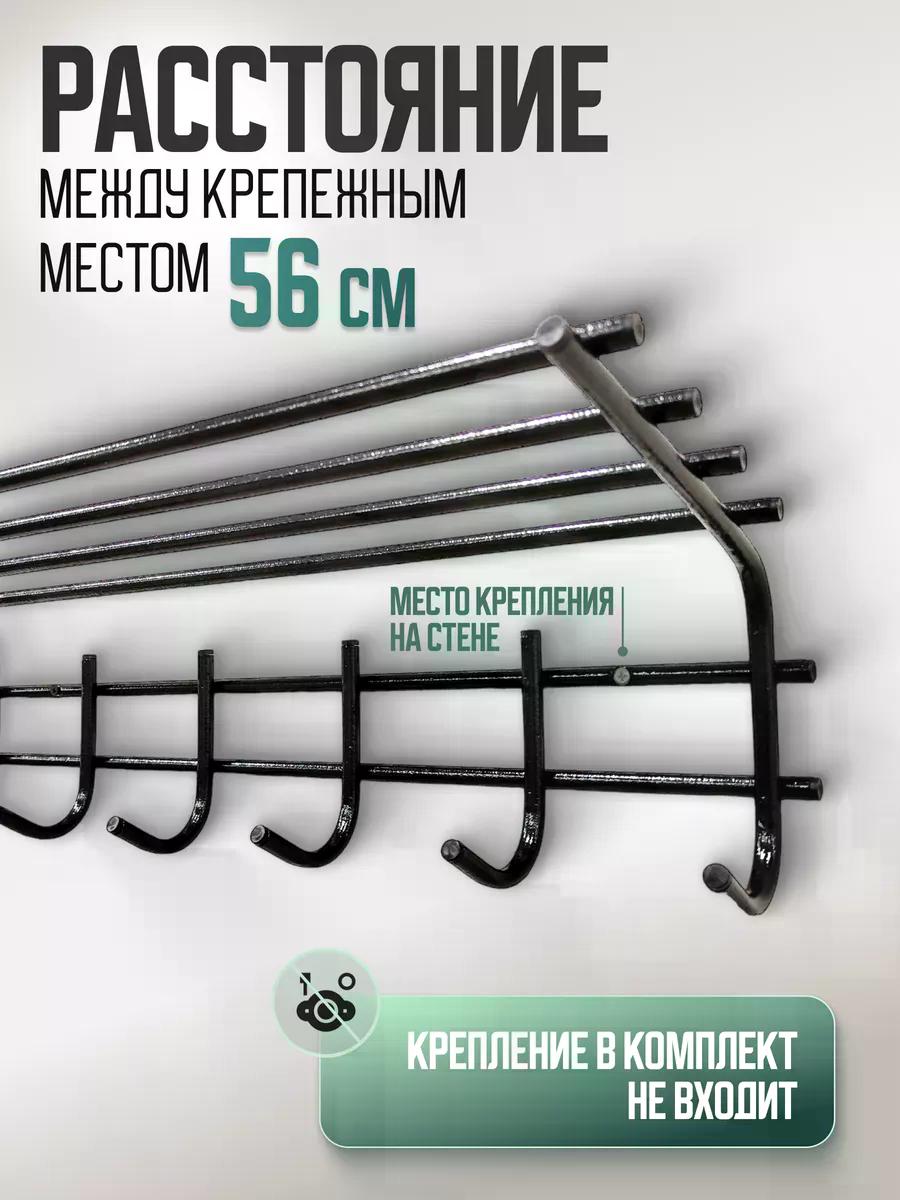 РАССТОЯНИЕ
МЕЖДУ КРЕПЕЖНЫМ
МЕСТОМ 56 СМ
МЕСТО КРЕПЛЕНИЯ
НА СТЕНЕ
КРЕПЛЕНИЕ В КОМПЛЕКТ
НЕ ВХОДИТ